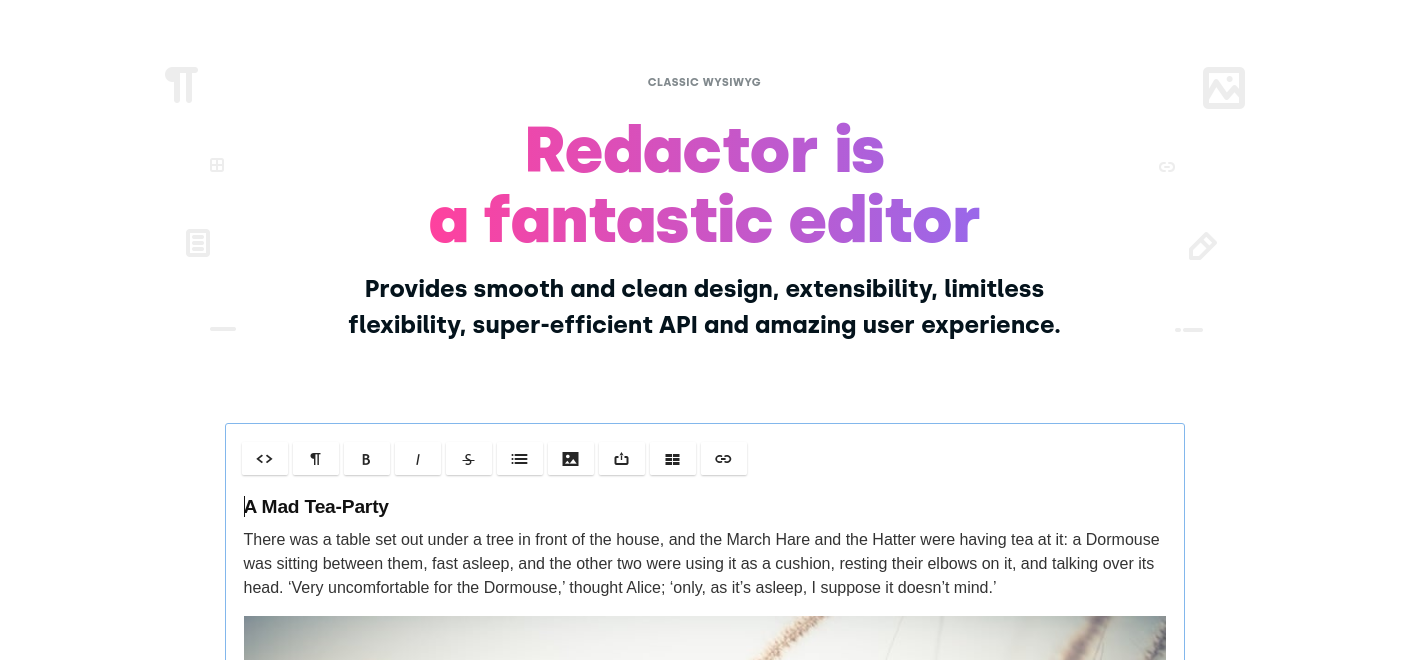 CLASSIC WYSIWYG
Redactor is
a fantastic editor
Provides smooth and clean design, extensibility, limitless
flexibility, super-efficient API and amazing user experience.
A Mad Tea-Party
There was a table set out under a tree in front of the house, and the March Hare and the Hatter were having tea at it: a Dormouse
was sitting between them, fast asleep, and the other two were using it as a cushion, resting their elbows on it, and talking over its
head. ‘Very uncomfortable for the Dormouse,’ thought Alice; ‘only, as it’s asleep, I suppose it doesn’t mind.’